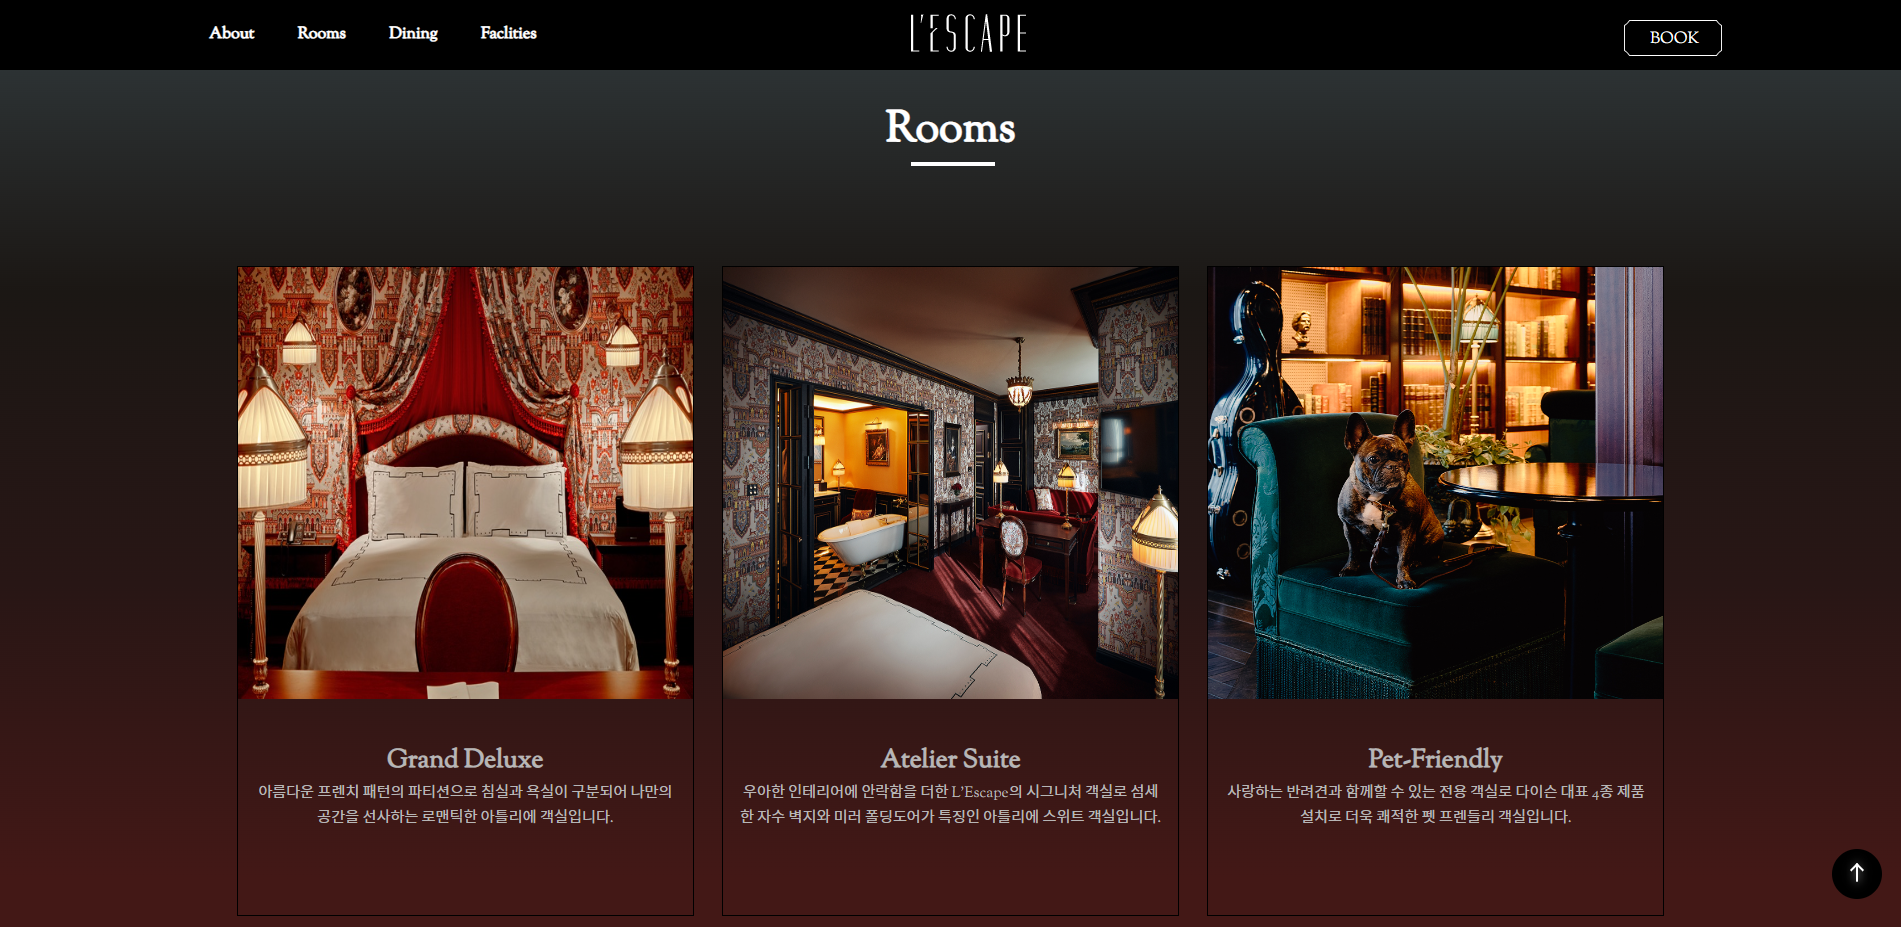 About Rooms Dining Faclities
L'ESCAPE
BOOK
Rooms
Grand Deluxe
아름다운 프렌치 패턴의 파티션으로 침실과 욕실이 구분되어 나만의
공간을 선사하는 로맨틱한 아틀리에 객실입니다.
Atelier Suite
우아한 인테리어에 안락함을 더한 L'Escape의 시그니처 객실로 섬세
한 자수 벽지와 미러 폴딩도어가 특징인 아틀리에 스위트 객실입니다.
Pet-Friendly
사랑하는 반려견과 함께할 수 있는 전용 객실로 다이슨 대표 4종 제품
설치로 더욱 쾌적한 펫 프렌들리 객실입니다.